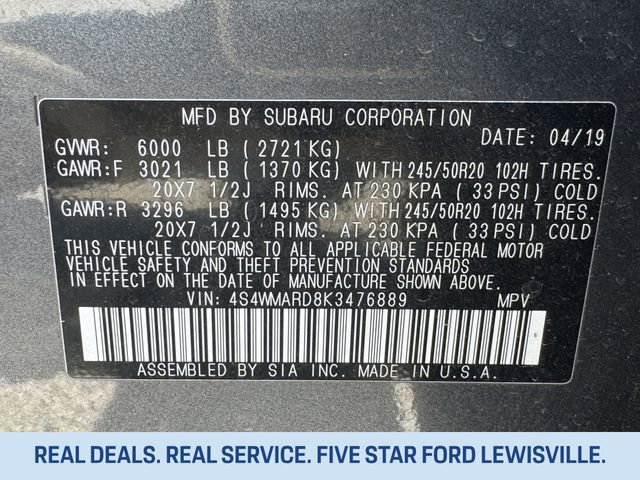 MFD BY SUBARU CORPORATION
DATE: 04/19
GVWR: 6000 LB ( 2721 KG)
GAWR:F 3021 LB ( 1370 KG) WITH 245/50R20 102H TIRES.
20X7 1/2J RIMS. AT 230 KPA ( 33 PSI) COLD
GAWR:R 3296 LB ( 1495 KG) WITH 245/50R20 102H TIRES.
20X7 1/2J RIMS. AT 230 KPA ( 33 PSI) COLD
THIS VEHICLE CONFORMS TO ALL APPLICABLE FEDERAL MOTOR
VEHICLE SAFETY AND THEFT PREVENTION STANDARDS
IN EFFECT ON THE DATE OF MANUFACTURE SHOWN ABOVE.
VIN: 4S4WMARD8K3476889 MPV
ASSEMBLED BY SIA INC. MADE IN U.S.A.
REAL DEALS. REAL SERVICE. FIVE STAR FORD LEWISVILLE.